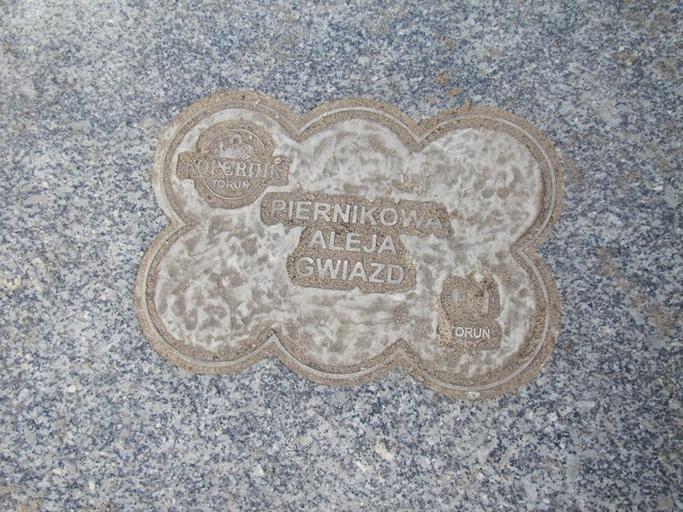 KOPERNIK
TORUŃ
PIERNIKOWA
ALEJA
GWIAZD
TORUŃ